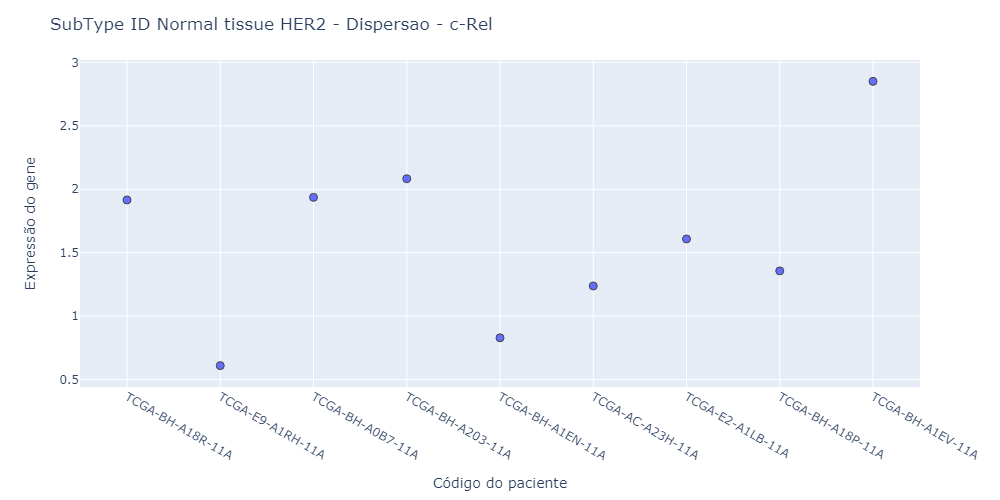 SubType ID Normal tissue HER2 - Dispersao - c-Rel
Expressão do gene
3
2.5
2
1.5
1
0.5
TCGA-BH-A18R-11A
TCGA-E9-A1RH-11A
TCGA-BH-A0B7-11A
TCGA-BH-A203-11A
TCGA-BH-A1EN-11A
TCGA-AC-A23H-11A
TCGA-E2-A1LB-11A
TCGA-BH-A18P-11A
TCGA-BH-A1EV-11A
Código do paciente